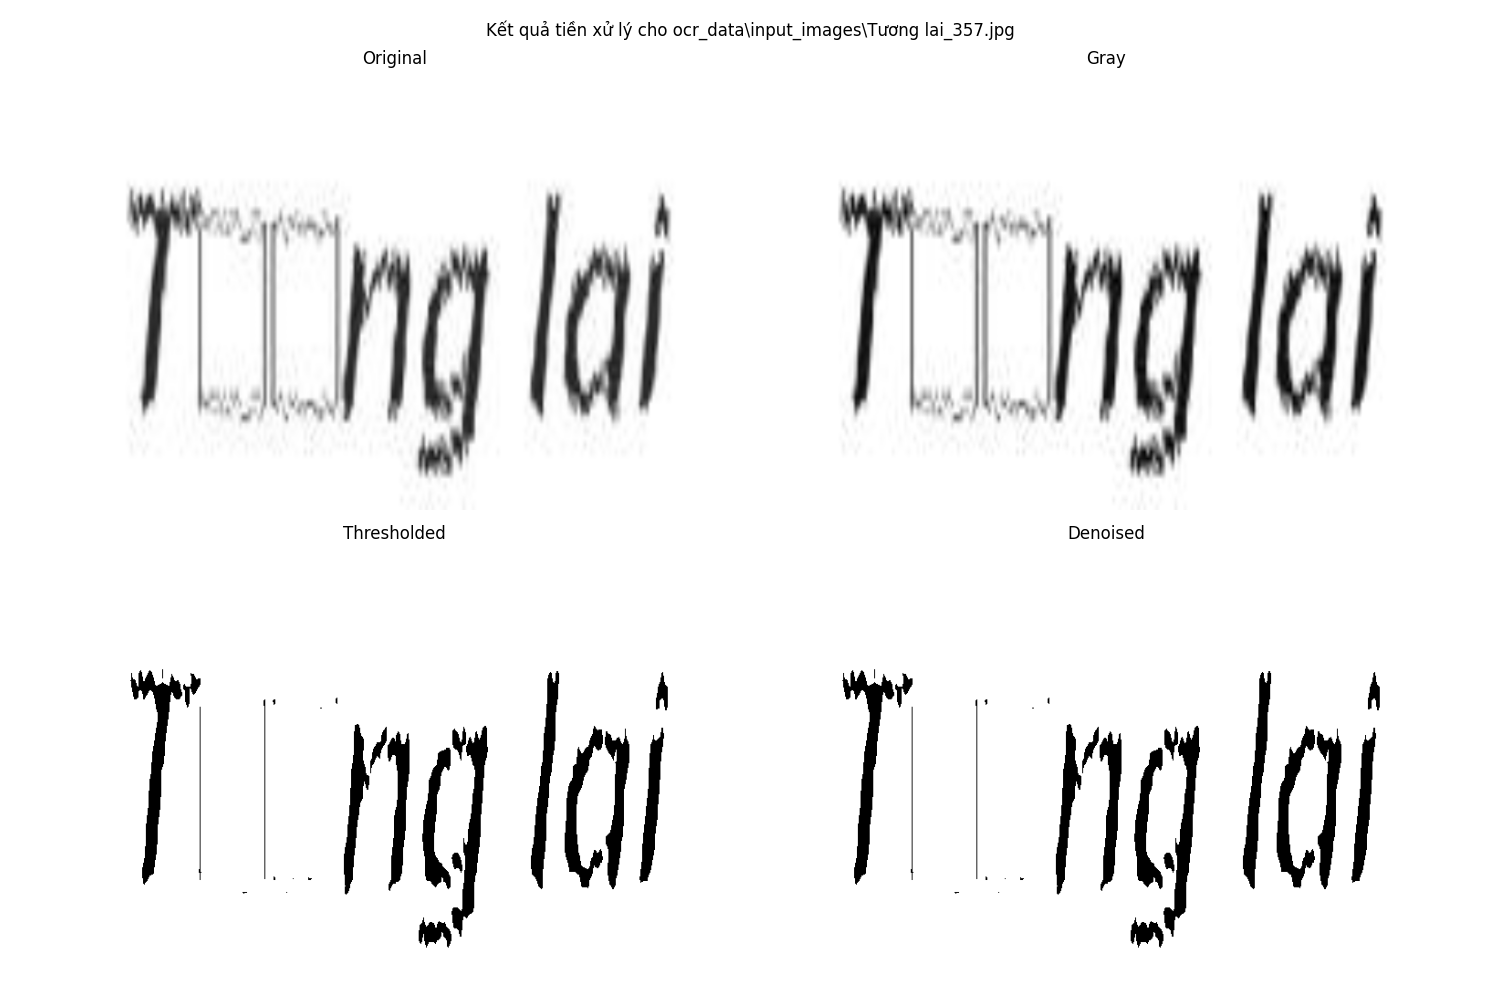 Kết quả tiền xử lý cho ocr_data\input_images\Tương lai_357.jpg
Original
Gray
T□□ng lai
T□□ng lai
Thresholded
Denoised
T ng lai
T ng lai